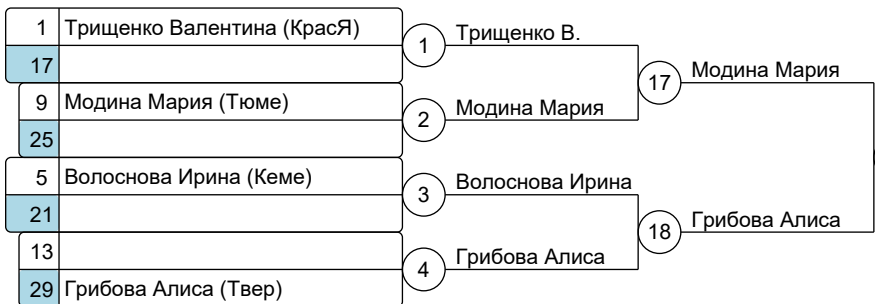 1 Трищенко Валентина (КрасЯ)
17
1 Трищенко В.
9 Модина Мария (Тюме)
25
2 Модина Мария
17 Модина Мария
5 Волоснова Ирина (Кеме)
21
3 Волоснова Ирина
13
29 Грибова Алиса (Твер)
4 Грибова Алиса
18 Грибова Алиса